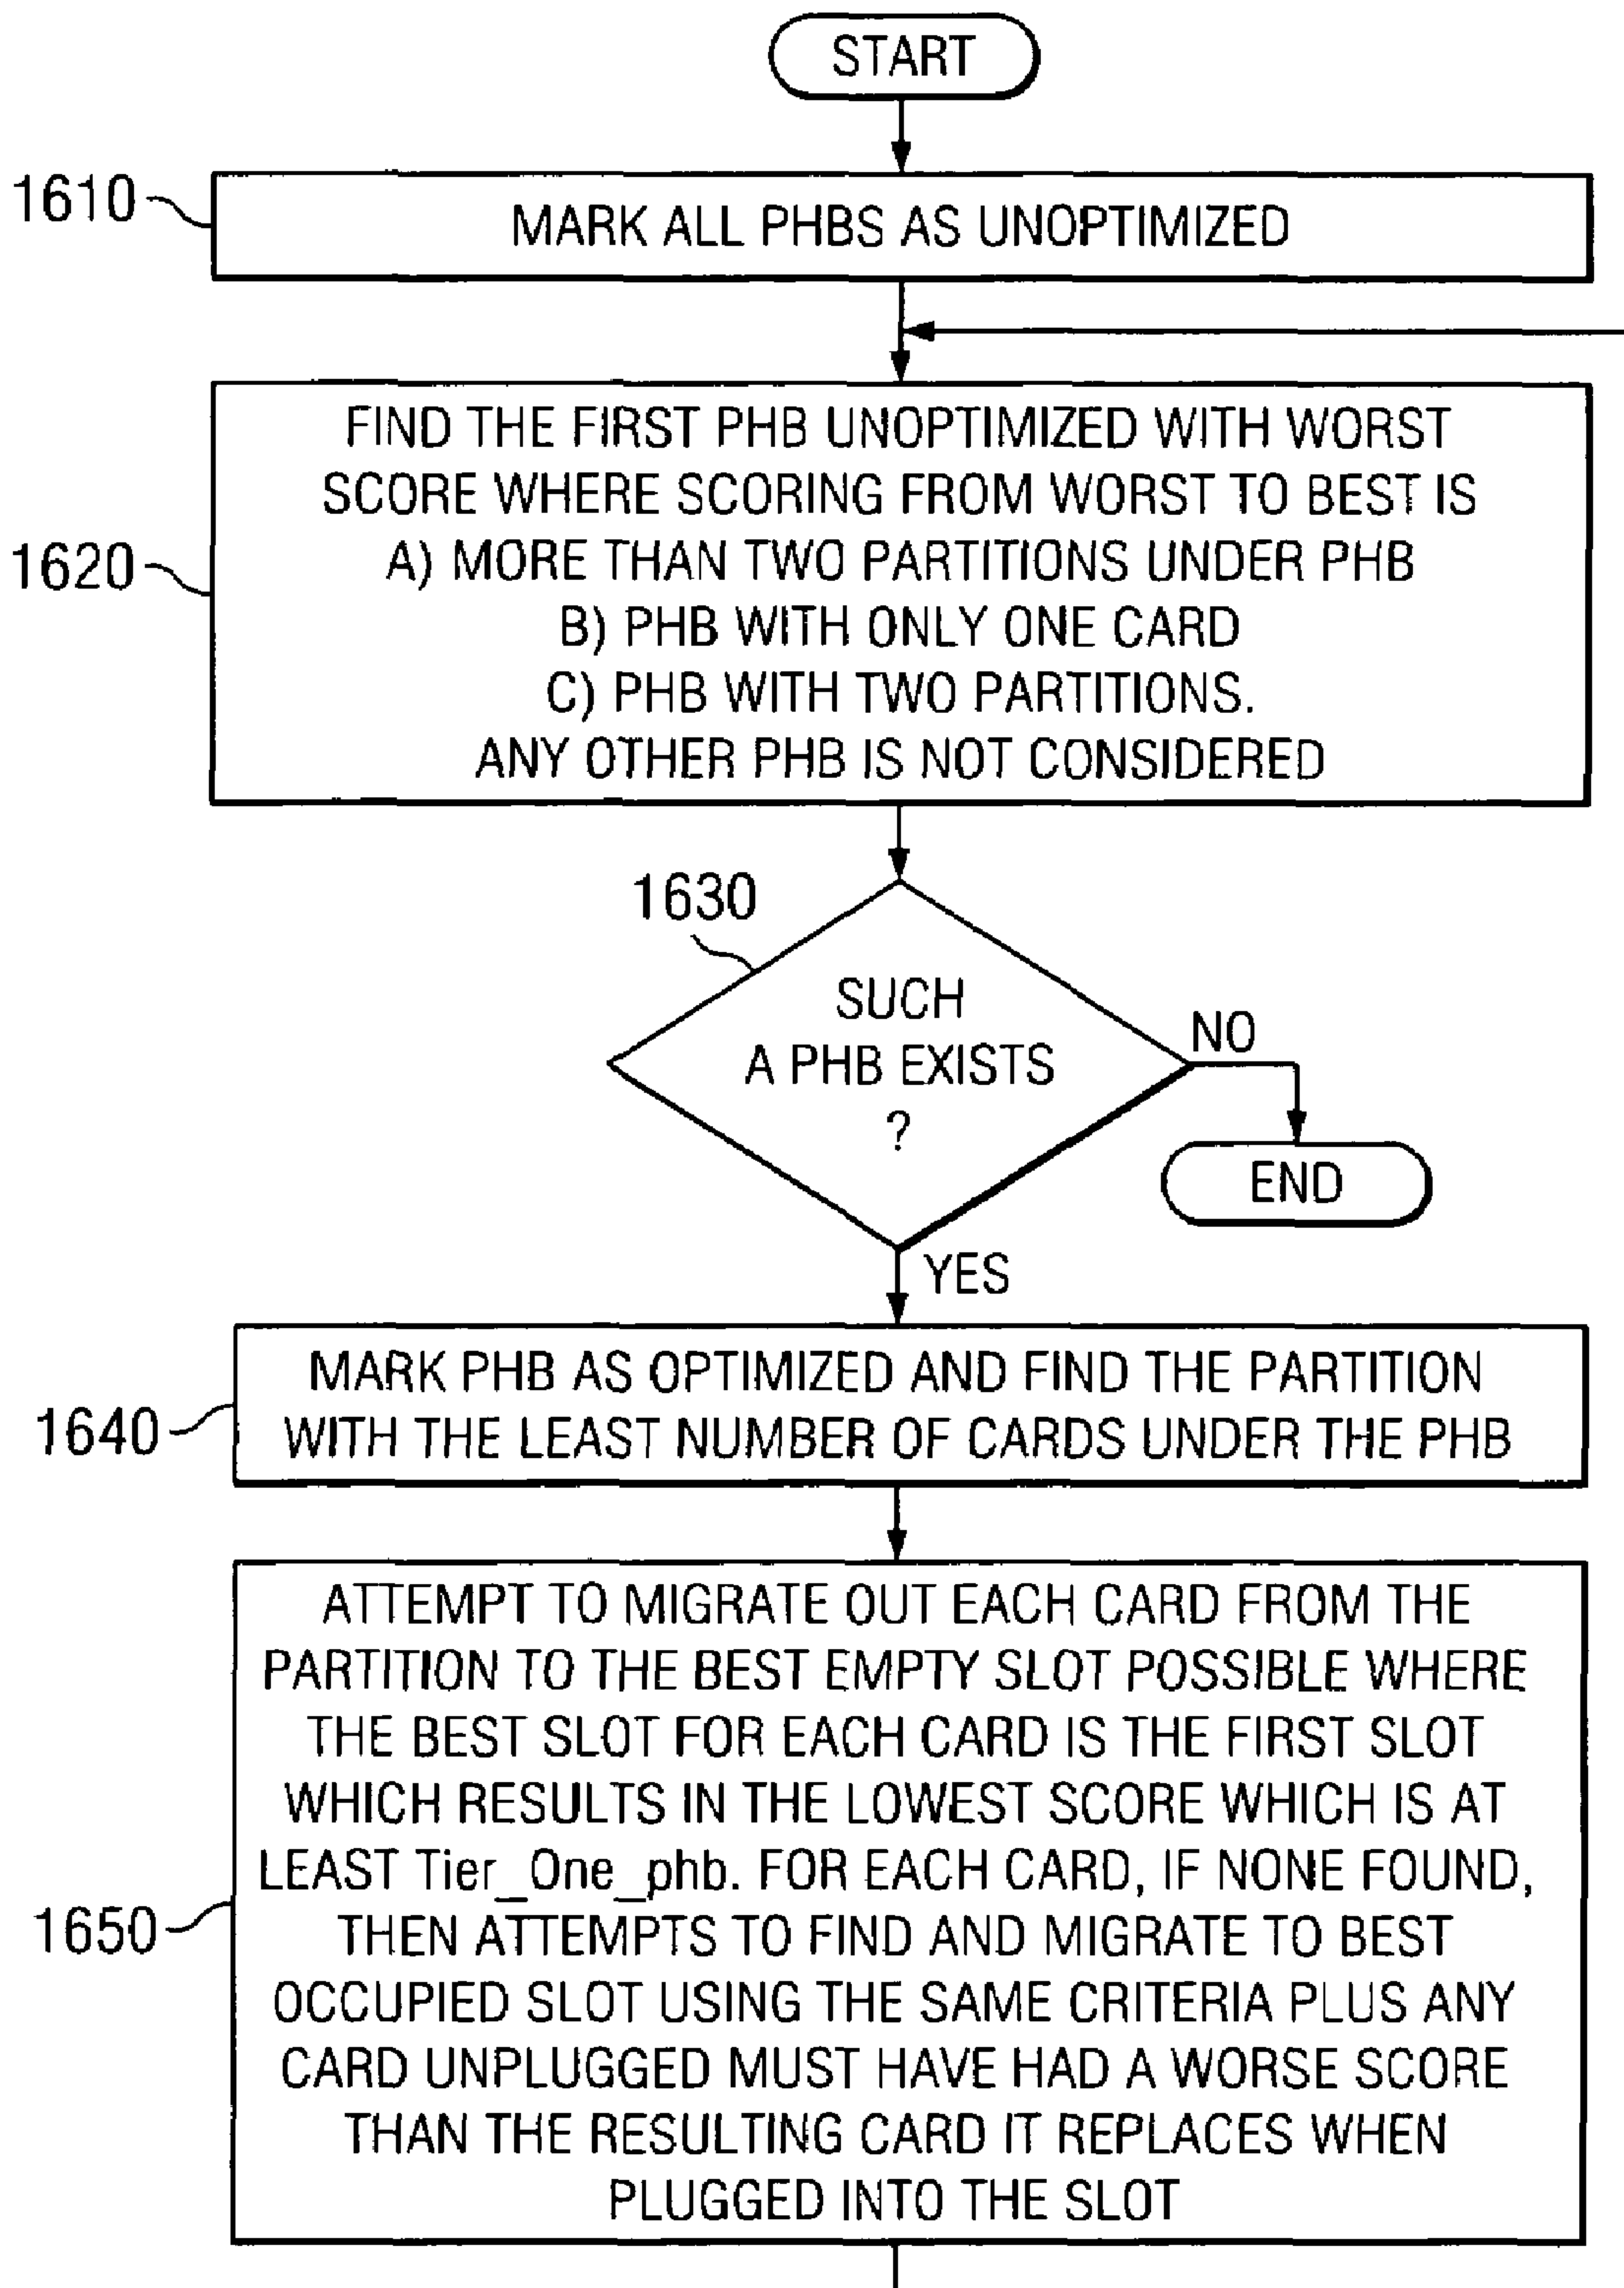 START
1610
MARK ALL PHBS AS UNOPTIMIZED
FIND THE FIRST PHB UNOPTIMIZED WITH WORST
SCORE WHERE SCORING FROM WORST TO BEST IS
A) MORE THAN TWO PARTITIONS UNDER PHB
B) PHB WITH ONLY ONE CARD
C) PHB WITH TWO PARTITIONS.
ANY OTHER PHB IS NOT CONSIDERED
1620
1630
SUCH
A PHB EXISTS
?
NO
END
YES
MARK PHB AS OPTIMIZED AND FIND THE PARTITION
WITH THE LEAST NUMBER OF CARDS UNDER THE PHB
1640
ATTEMPT TO MIGRATE OUT EACH CARD FROM THE
PARTITION TO THE BEST EMPTY SLOT POSSIBLE WHERE
THE BEST SLOT FOR EACH CARD IS THE FIRST SLOT
WHICH RESULTS IN THE LOWEST SCORE WHICH IS AT
LEAST Tier_One_phb. FOR EACH CARD, IF NONE FOUND,
THEN ATTEMPTS TO FIND AND MIGRATE TO BEST
OCCUPIED SLOT USING THE SAME CRITERIA PLUS ANY
CARD UNPLUGGED MUST HAVE HAD A WORSE SCORE
THAN THE RESULTING CARD IT REPLACES WHEN
PLUGGED INTO THE SLOT
1650